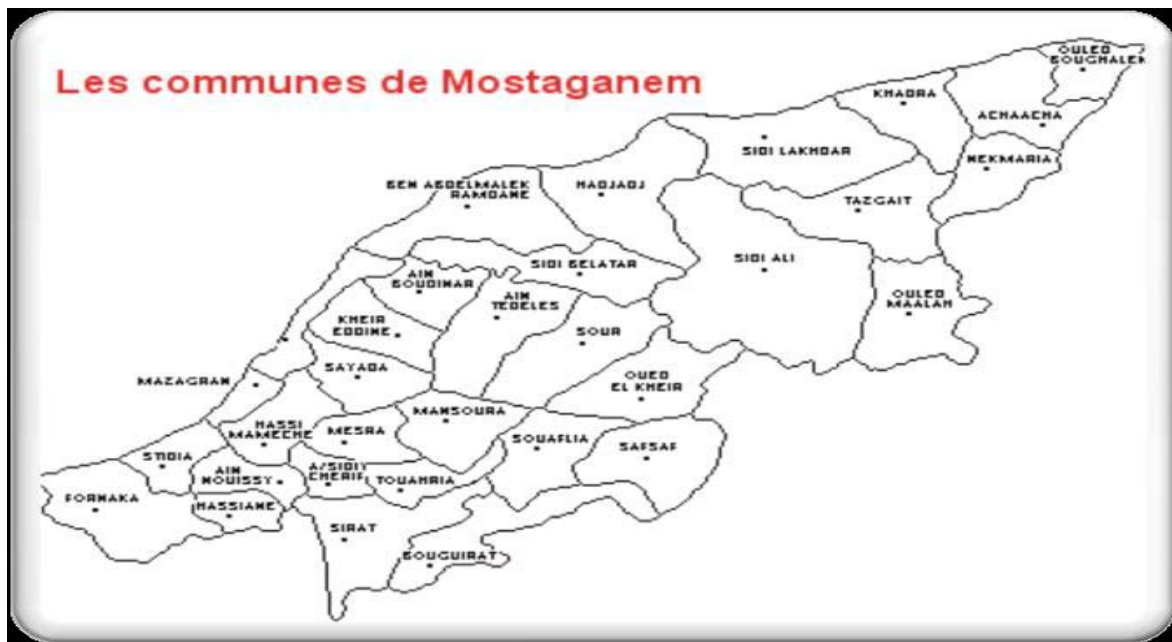 Les communes de Mostaganem
OULED
BOUGHALEM
KHADRA
ACHAACHA
SIDI LAKHDAR
NEKMARIA
BEN ABDELMALEK
RAMDANE
HADJADJ
TAZGAIT
SIDI ALI
SIDI BELATAR
AIN
BOUDINAR
AIN
TEDELES
OULED
MAALAH
KHEIR
EDDINE
SOUR
SAYADA
MAZAGRAN
OUED
EL KHEIR
MANSOURA
HASSI
MAMECHE
MESRA
SOUAFLIA
SAFSAF
STIDIA
AIN
NOUISSY
A/SIDI
CHERIF
TOUAHRIA
FORNAKA
HASSIANE
SIRAT
BOUGUIRAT